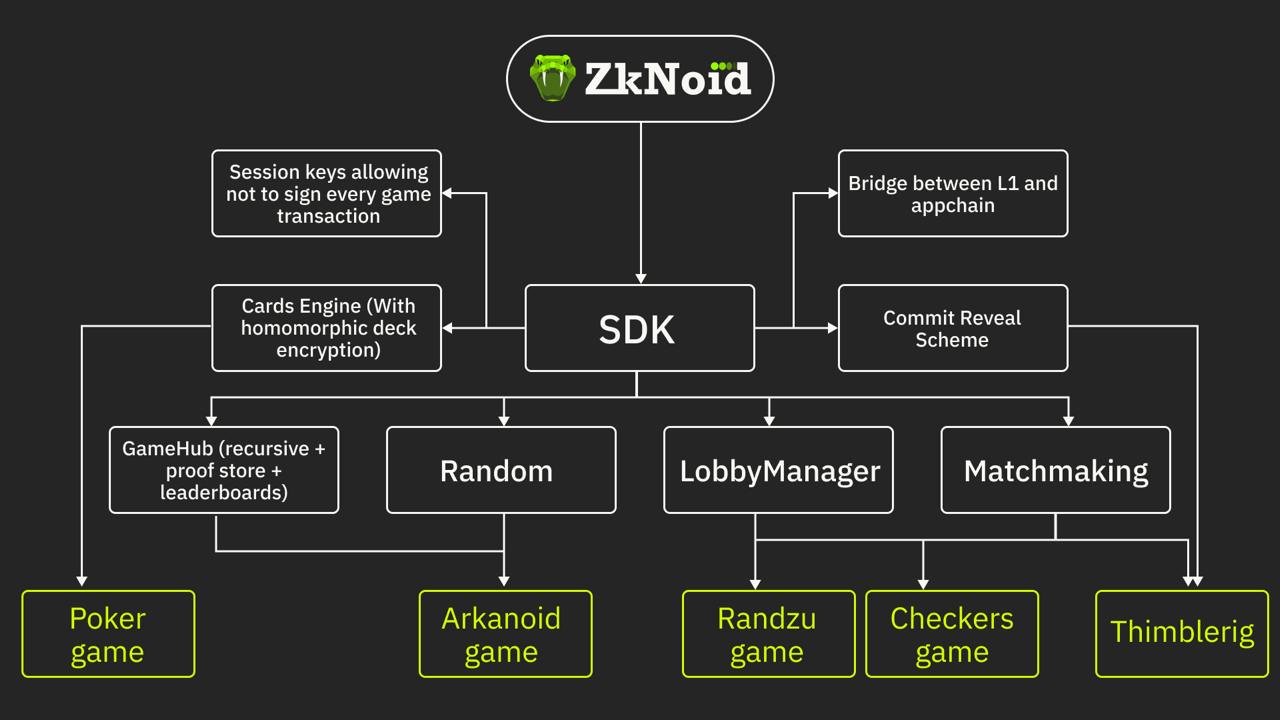 ZkNoid
Session keys allowing
not to sign every game
transaction
Bridge between L1 and
appchain
Cards Engine (With
homomorphic deck
encryption)
SDK
Commit Reveal
Scheme
GameHub (recursive +
proof store +
leaderboards)
Random
LobbyManager
Matchmaking
Poker
game
Arkanoid
game
Randzu
game
Checkers
game
Thimblerig